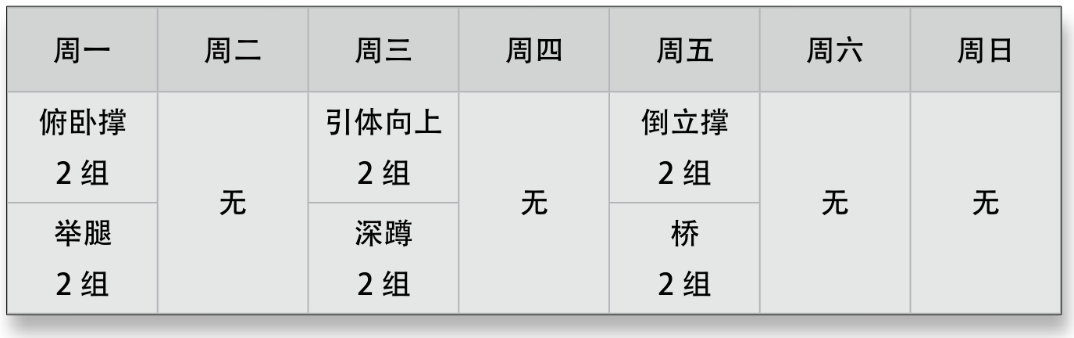 周一 周二 周三 周四 周五 周六 周日
俯卧撑 引体向上 倒立撑
2 组 2 组 2 组
无 无 无 无
举腿 深蹲 桥
2 组 2 组 2 组